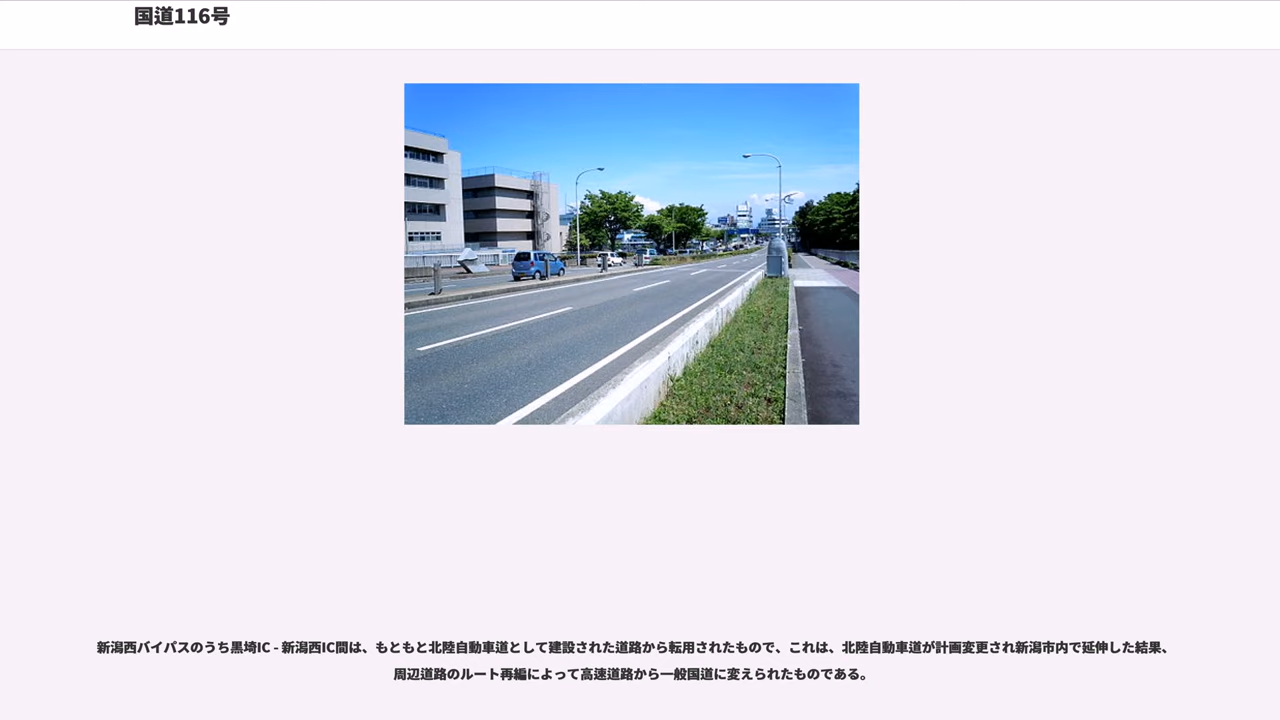 国道116号
新潟西バイパスのうち黒埼IC - 新潟西IC間は、もともと北陸自動車道として建設された道路から転用されたもので、これは、北陸自動車道が計画変更され新潟市内で延伸した結果、
周辺道路のルート再編によって高速道路から一般国道に変えられたものである。